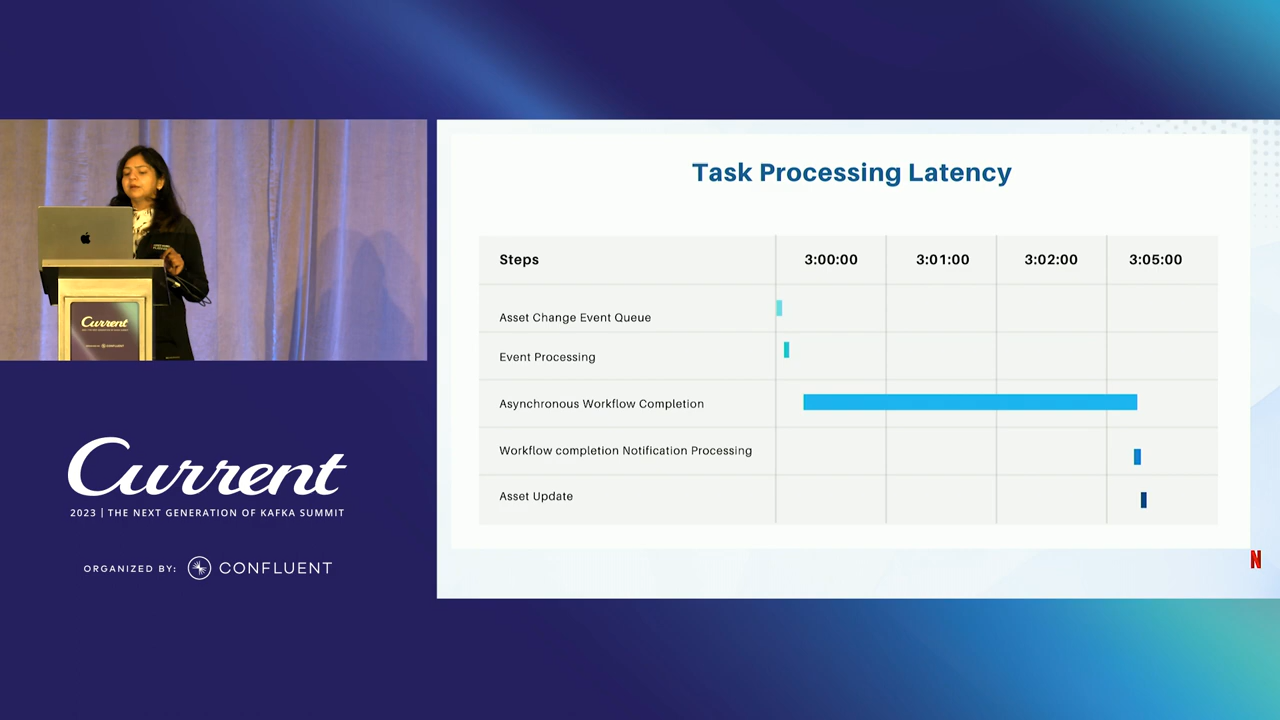 Task Processing Latency
Steps 3:00:00 3:01:00 3:02:00 3:05:00
Asset Change Event Queue
Event Processing
Asynchronous Workflow Completion
Workflow completion Notification Processing
Asset Update
N
Current
Current
2023 | THE NEXT GENERATION OF KAFKA SUMMIT
ORGANIZED BY: CONFLUENT